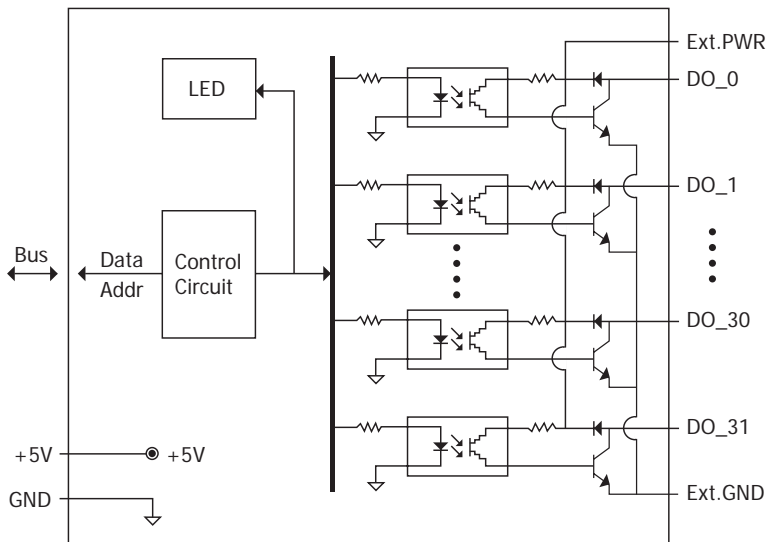 Ext.PWR
LED
DO_0
DO_1
Bus
Data
Addr
Control
Circuit
DO_30
DO_31
+5V
+5V
GND
Ext.GND